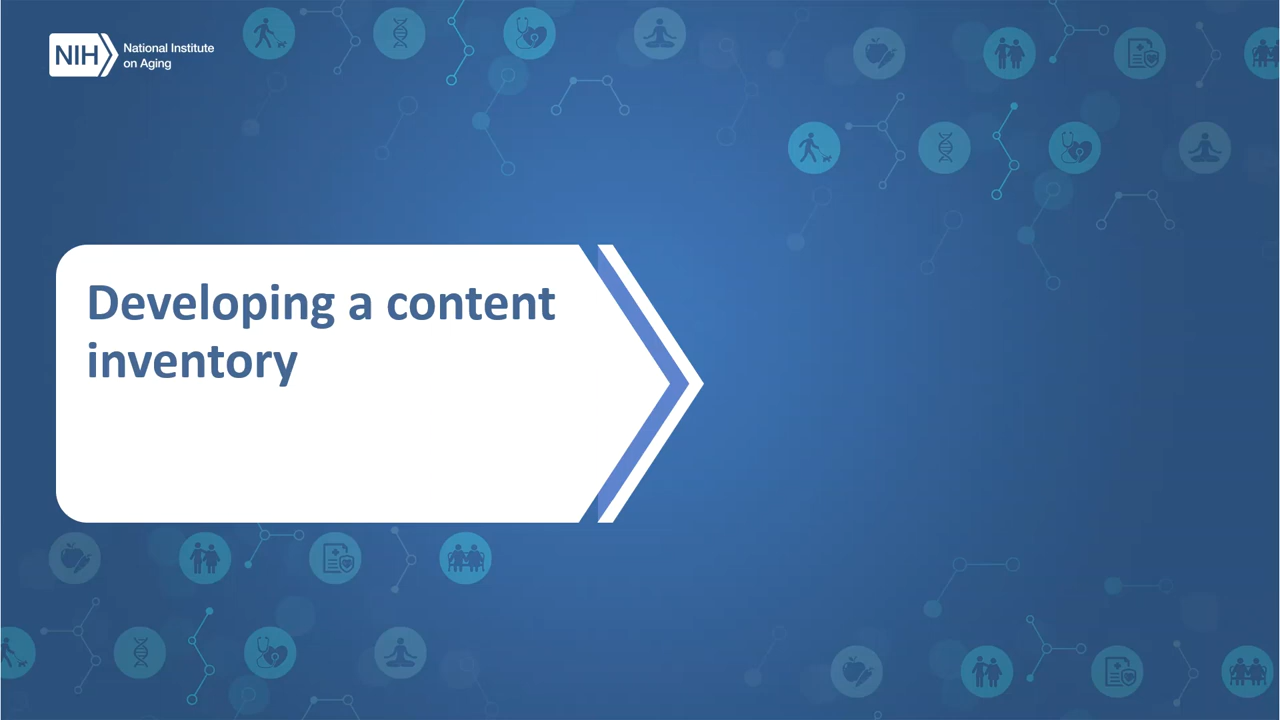 NIH National Institute
on Aging
Developing a content
inventory